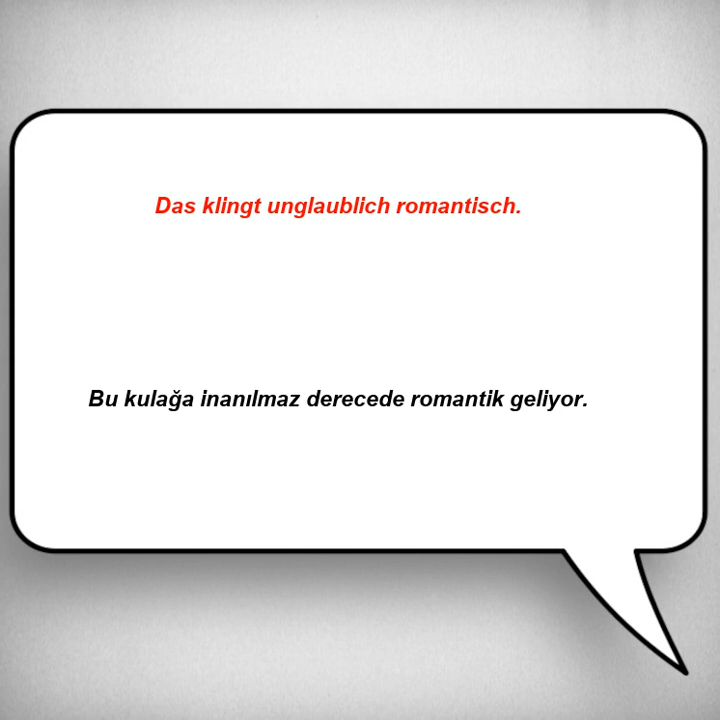 Das klingt unglaublich romantisch.
Bu kulağa inanılmaz derecede romantik geliyor.